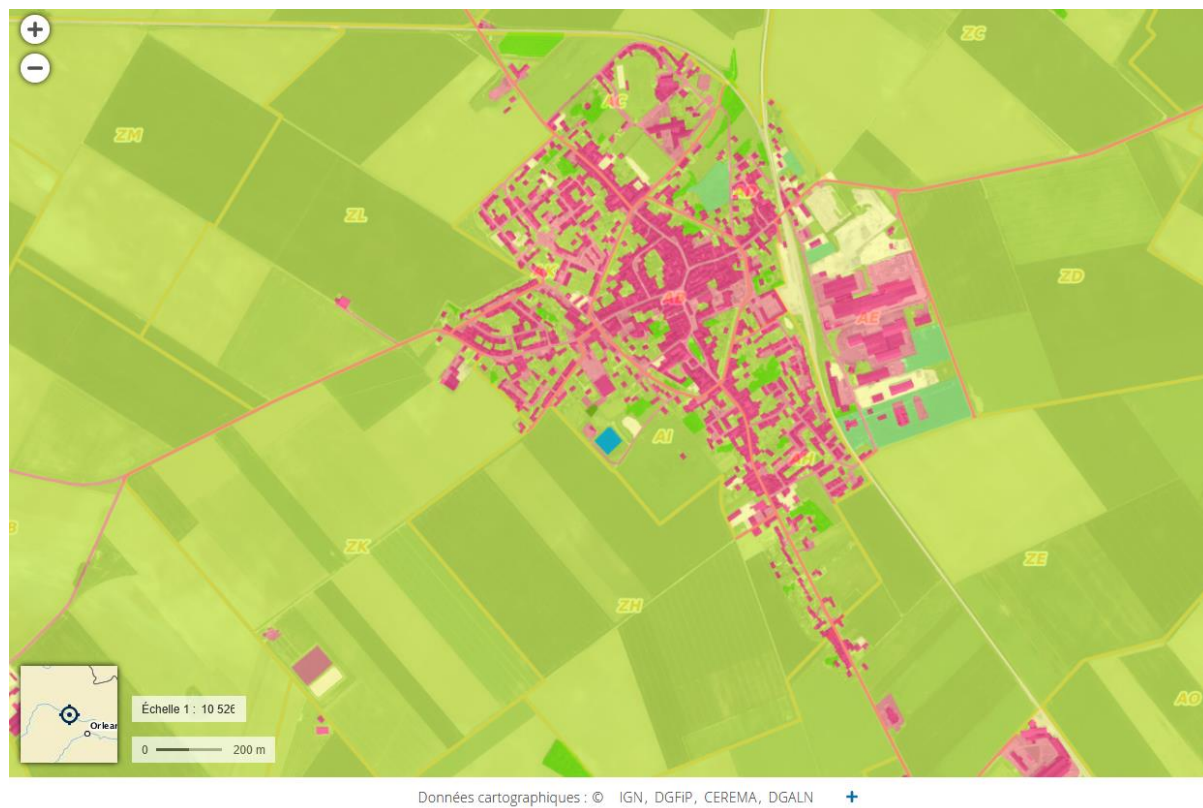 +
−
ZC
AC
ZM
ZL
ZD
AE
AI
B
ZK
ZE
ZH
AO
Orlean
Échelle 1 : 10 526
0 200 m
Données cartographiques : © IGN, DGFiP, CEREMA, DGALN +